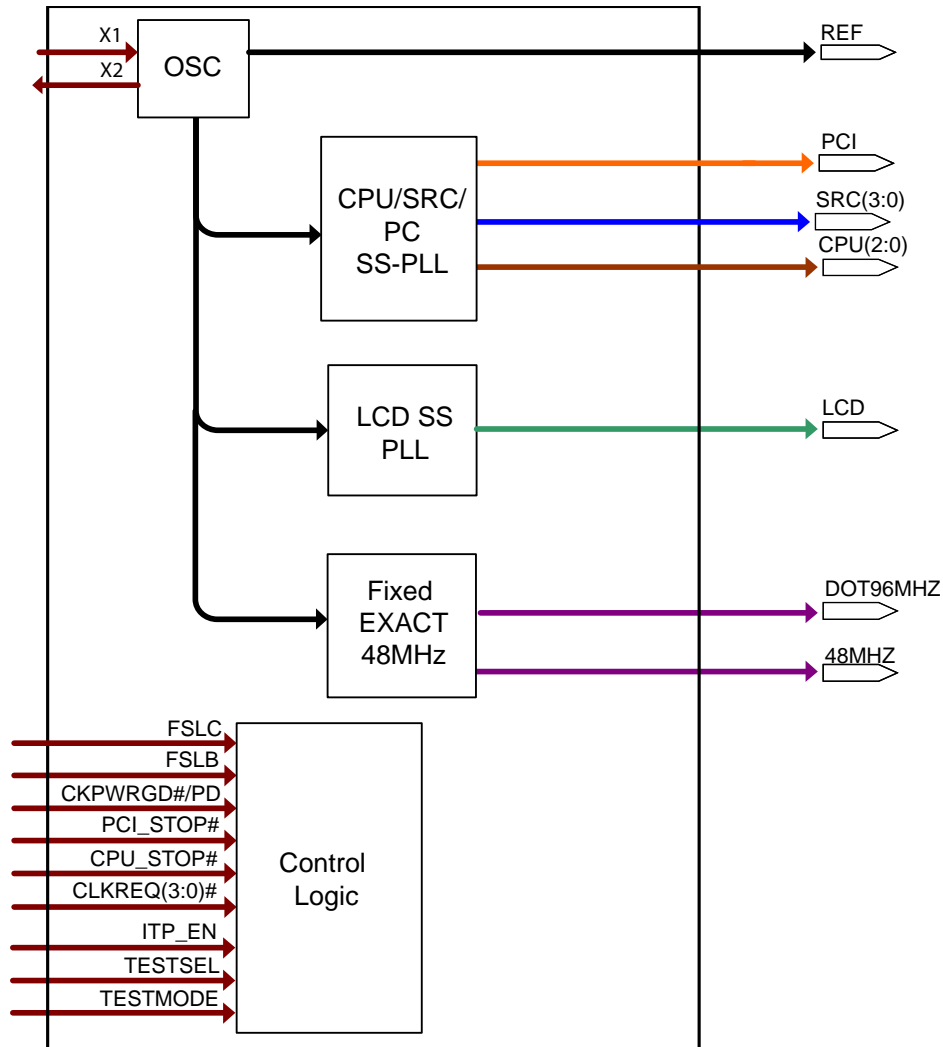 X1
X2
OSC
REF
CPU/SRC/
PC
SS-PLL
PCI
SRC(3:0)
CPU(2:0)
LCD SS
PLL
LCD
Fixed
EXACT
48MHz
DOT96MHZ
48MHZ
FSLC
FSLB
CKPWRGD#/PD
PCI_STOP#
CPU_STOP#
CLKREQ(3:0)#
ITP_EN
TESTSEL
TESTMODE
Control
Logic